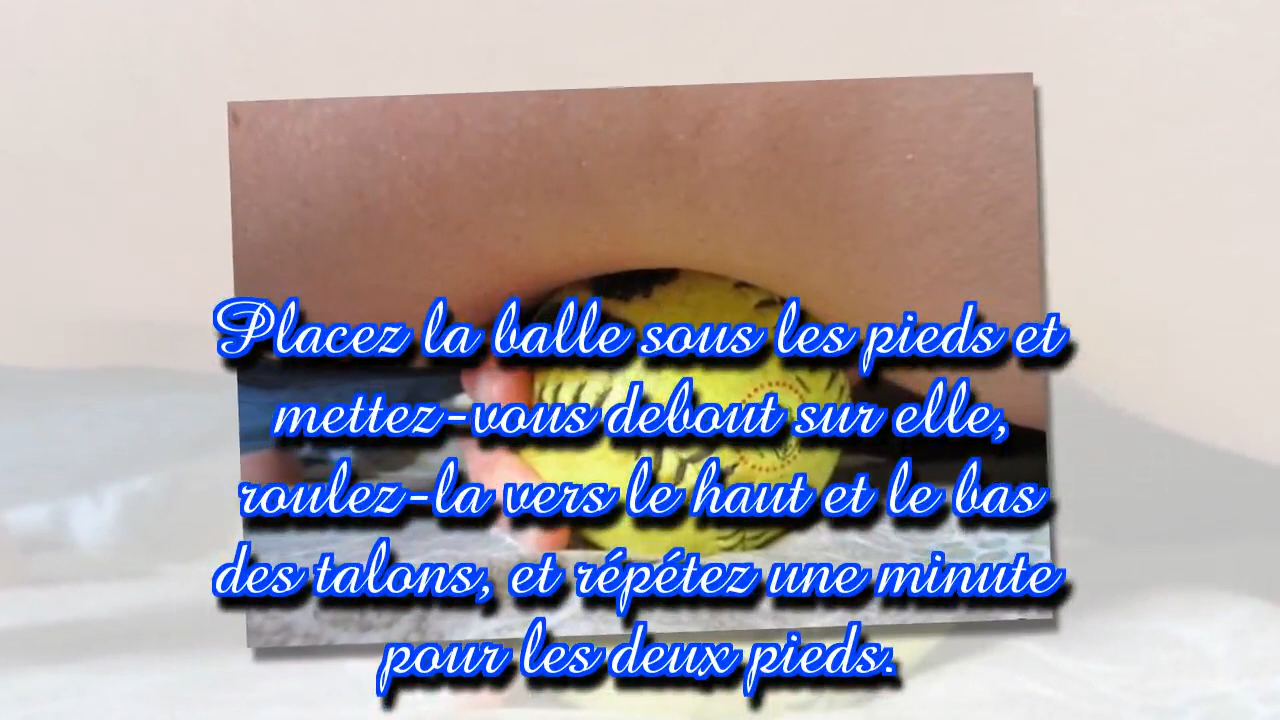 Placez la balle sous les pieds et
mettez-vous debout sur elle,
roulez-la vers le haut et le bas
des talons, et répétez une minute
pour les deux pieds.